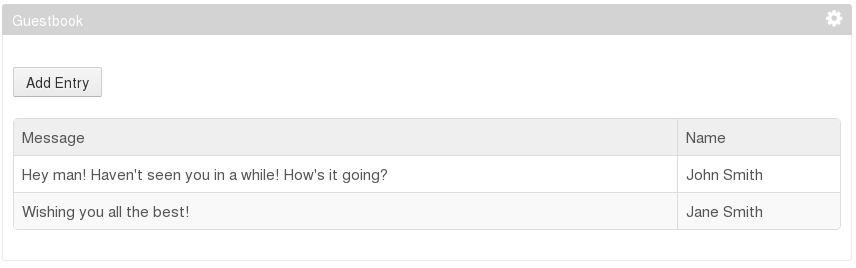 Guestbook
Add Entry
Message Name
Hey man! Haven't seen you in a while! How's it going? John Smith
Wishing you all the best! Jane Smith